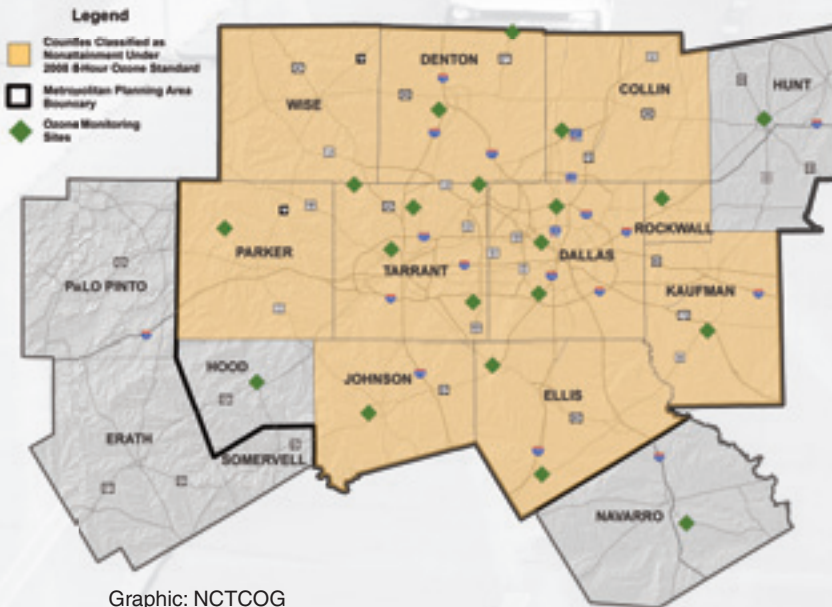 Legend
Counties Classified as
Nonattainment Under
2008 8-Hour Ozone Standard
Metropolitan Planning Area
Boundary
Ozone Monitoring
Sites
DENTON
COLLIN
HUNT
WISE
PARKER
TARRANT
DALLAS
ROCKWALL
KAUFMAN
PALO PINTO
HOOD
JOHNSON
ELLIS
ERATH
SOMERVELL
NAVARRO
Graphic: NCTCOG